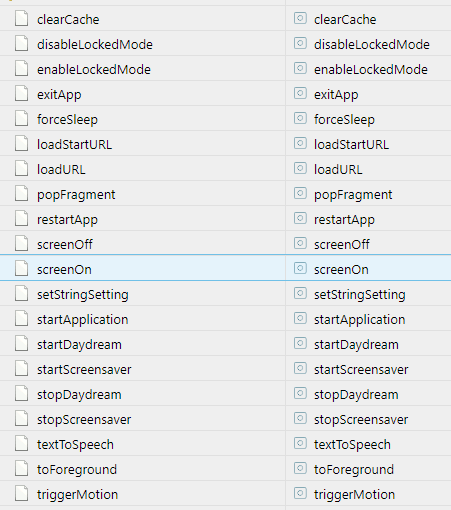 clearCache clearCache
disableLockedMode disableLockedMode
enableLockedMode enableLockedMode
exitApp exitApp
forceSleep forceSleep
loadStartURL loadStartURL
loadURL loadURL
popFragment popFragment
restartApp restartApp
screenOff screenOff
screenOn screenOn
setStringSetting setStringSetting
startApplication startApplication
startDaydream startDaydream
startScreensaver startScreensaver
stopDaydream stopDaydream
stopScreensaver stopScreensaver
textToSpeech textToSpeech
toForeground toForeground
triggerMotion triggerMotion